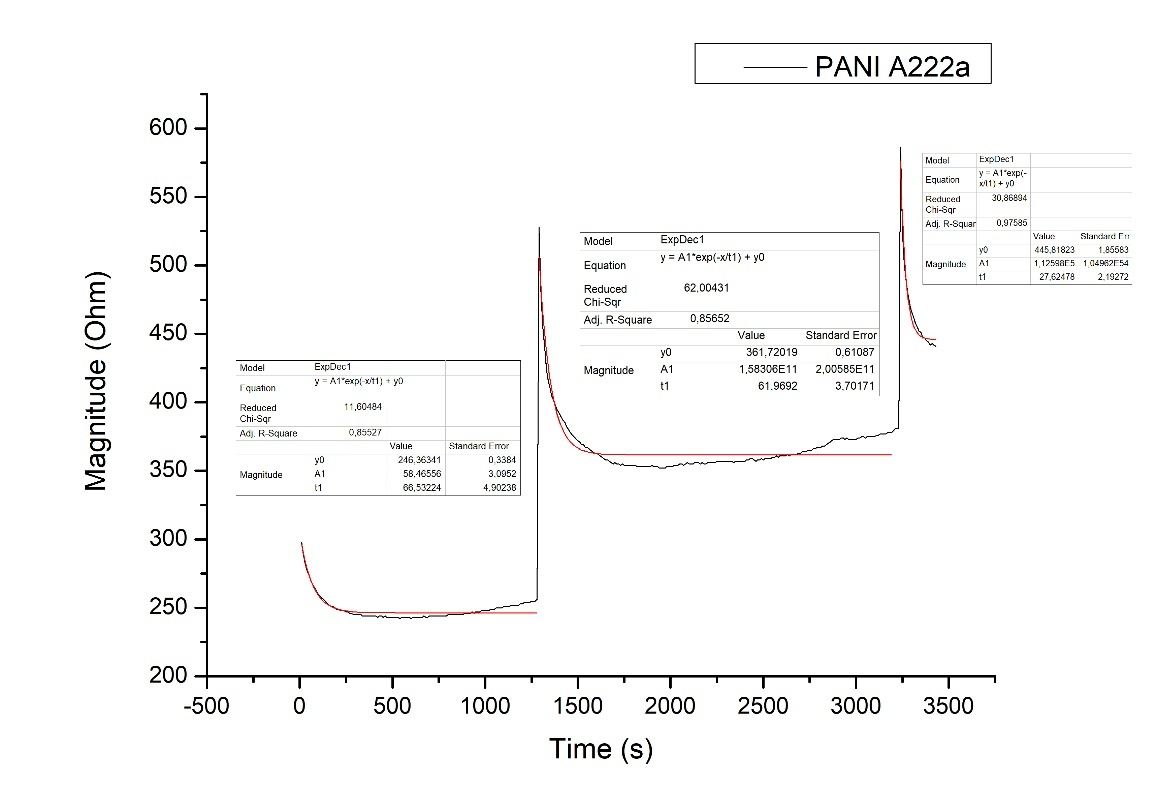 PANI A222a
Magnitude (Ohm)
600
550
500
450
400
350
300
250
200
-500 0 500 1000 1500 2000 2500 3000 3500
Time (s)
Model ExpDec1
Equation y = A1*exp(-x/t1) + y0
Reduced
Chi-Sqr 11,60484
Adj. R-Square 0,85527
Value Standard Error
y0 246,36341 0,3384
Magnitude A1 58,46556 3,0952
t1 66,53224 4,90238
Model ExpDec1
Equation y = A1*exp(-x/t1) + y0
Reduced
Chi-Sqr 62,00431
Adj. R-Square 0,85652
Value Standard Error
y0 361,72019 0,61087
Magnitude A1 1,58306E11 2,00585E11
t1 61,9692 3,70171
Model ExpDec1
Equation y = A1*exp(-
x/t1) + y0
Reduced
Chi-Sqr 30,86894
Adj. R-Squar 0,97585
Value Standard Err
y0 445,81823 1,85583
Magnitude A1 1,12598E5 1,04962E54
t1 27,62478 2,19272